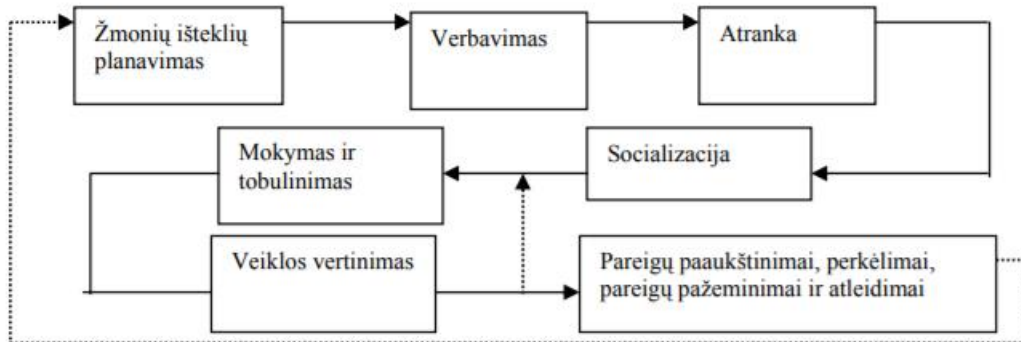 Žmonių išteklių
planavimas
Verbavimas
Atranka
Socializacija
Mokymas ir
tobulinimas
Veiklos vertinimas
Pareigų paaukštinimai, perkėlimai,
pareigų pažeminimai ir atleidimai